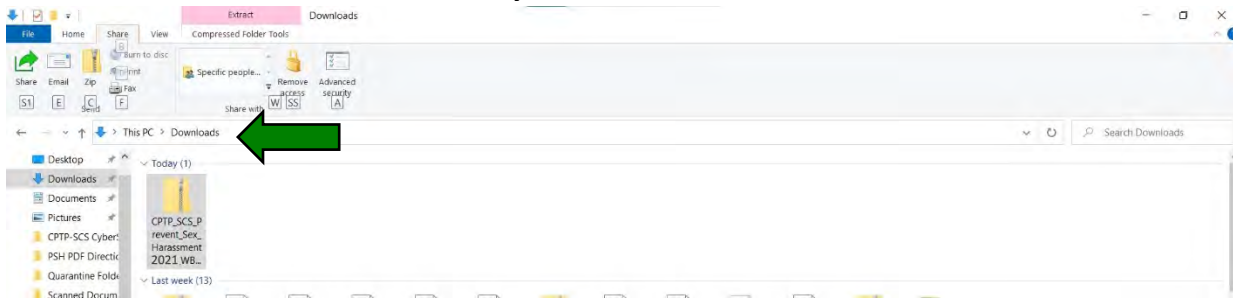 Extract Downloads
File Home Share View Compressed Folder Tools
B
Burn to disc
Print
Fax
Share Email Zip
Specific people...
Remove access
Advanced security
S1 E C F W SS A
Send
Share with
This PC > Downloads
Search Downloads
Desktop
Today (1)
Downloads
Documents
Pictures
CPTP_SCS_P
revent_Sex_
Harassment
2021 WB...
CPTP-SCS Cyber
PSH PDF Directic
Quarantine Folde
Last week (13)
Scanned Docum